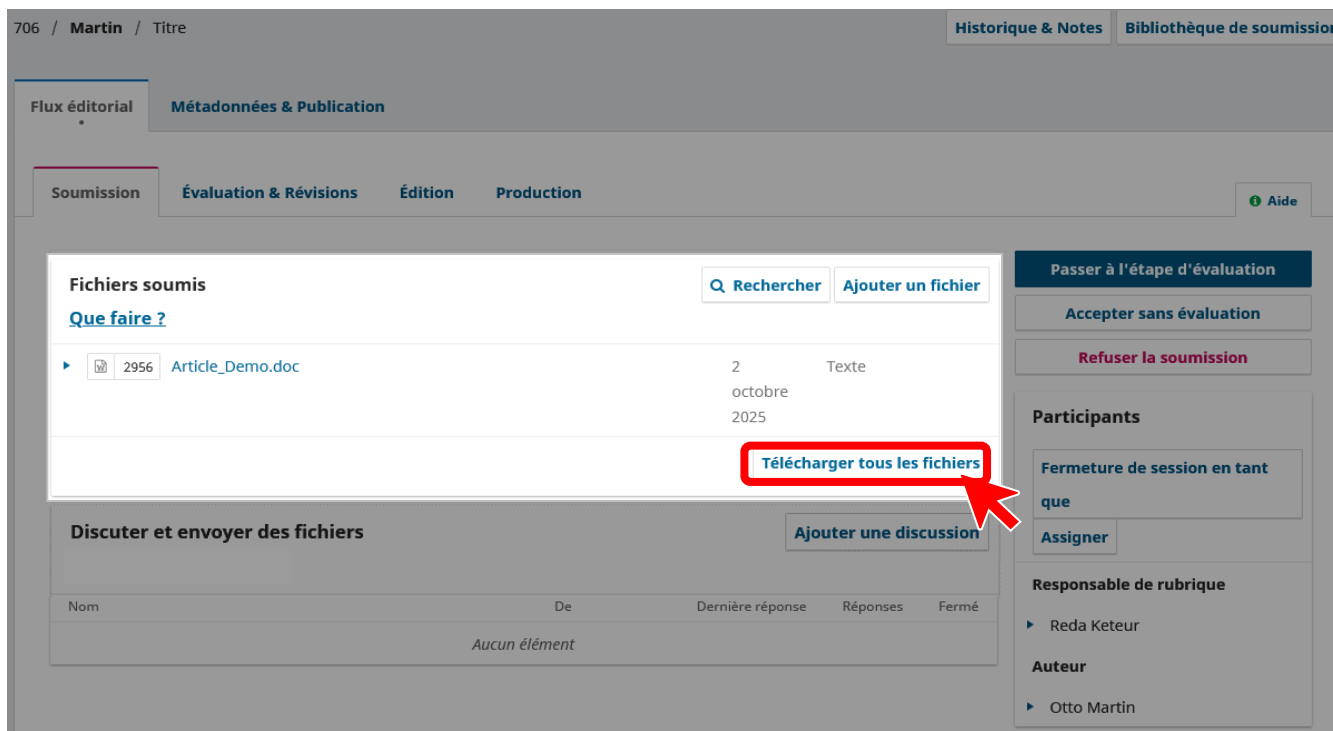 706 / Martin / Titre
Historique & Notes
Bibliothèque de soumission
Flux éditorial
Métadonnées & Publication
Soumission
Évaluation & Révisions
Édition
Production
Aide
Fichiers soumis
Rechercher
Ajouter un fichier
Que faire ?
2956 Article_Demo.doc
2
octobre
2025
Texte
Télécharger tous les fichiers
Discuter et envoyer des fichiers
Ajouter une discussion
Nom De Dernière réponse Réponses Fermé
Aucun élément
Passer à l'étape d'évaluation
Accepter sans évaluation
Refuser la soumission
Participants
Fermeture de session en tant
que
Assigner
Responsable de rubrique
Reda Keteur
Auteur
Otto Martin